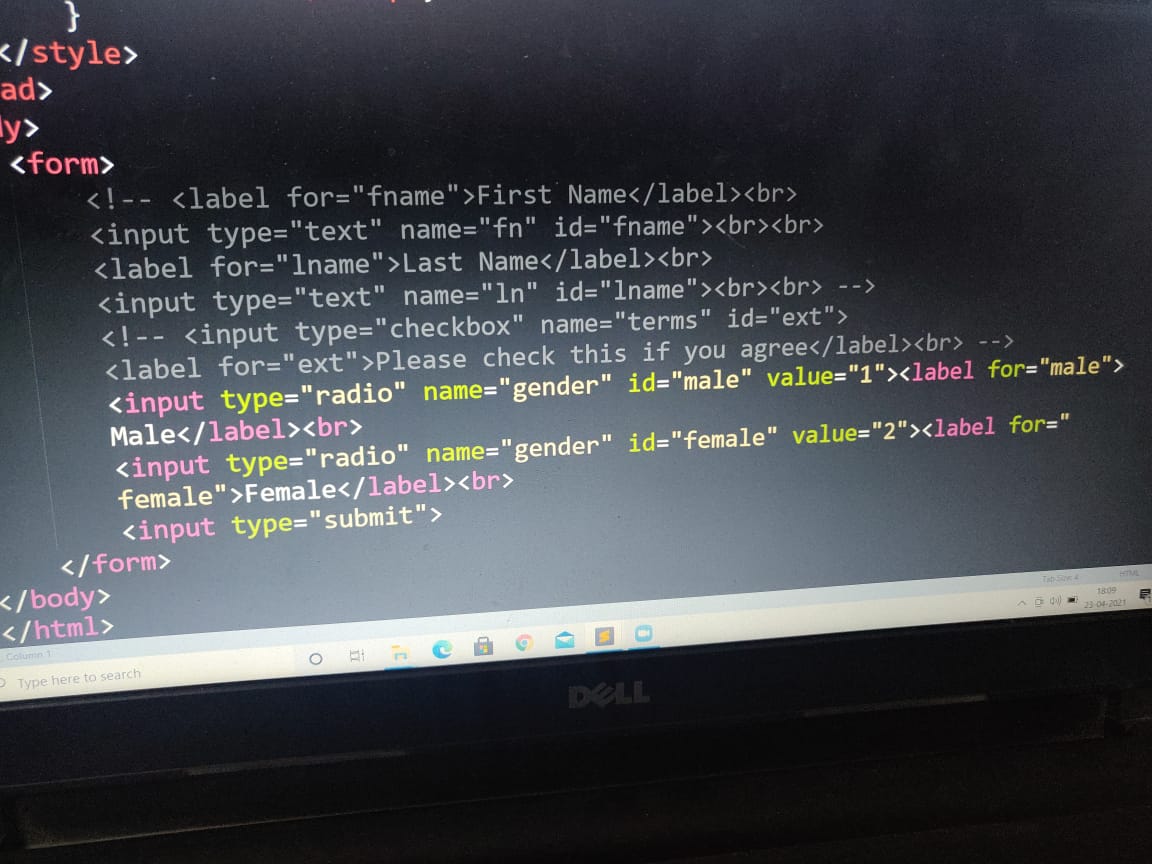 }
</style>
ad>
dy>
<form>
<!-- <label for="fname">First Name</label><br>
<input type="text" name="fn" id="fname"><br><br>
<label for="lname">Last Name</label><br>
<input type="text" name="ln" id="lname"><br><br> -->
<!-- <input type="checkbox" name="terms" id="ext">
<label for="ext">Please check this if you agree</label><br> -->
<input type="radio" name="gender" id="male" value="1"><label for="male">
Male</label><br>
<input type="radio" name="gender" id="female" value="2"><label for="
female">Female</label><br>
<input type="submit">
</form>
</body>
</html>
Column 1
Tab Size: 4 HTML
Type here to search
18:09
23-04-2021
DELL